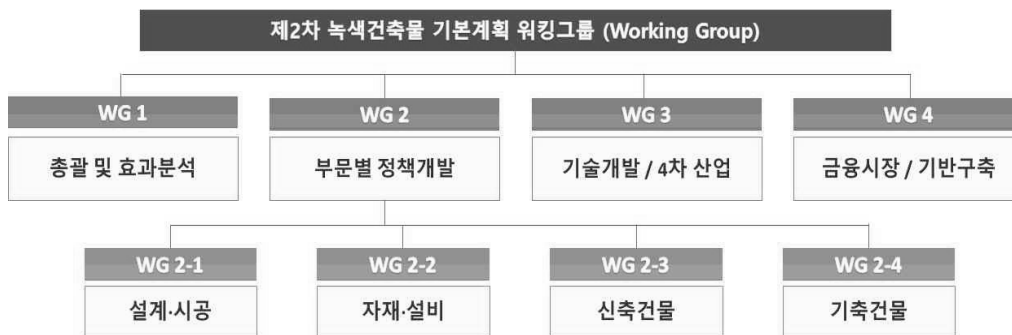 제2차 녹색건축물 기본계획 워킹그룹 (Working Group)
WG 1
WG 2
WG 3
WG 4
총괄 및 효과분석
부문별 정책개발
기술개발 / 4차 산업
금융시장 / 기반구축
WG 2-1
WG 2-2
WG 2-3
WG 2-4
설계·시공
자재·설비
신축건물
기축건물